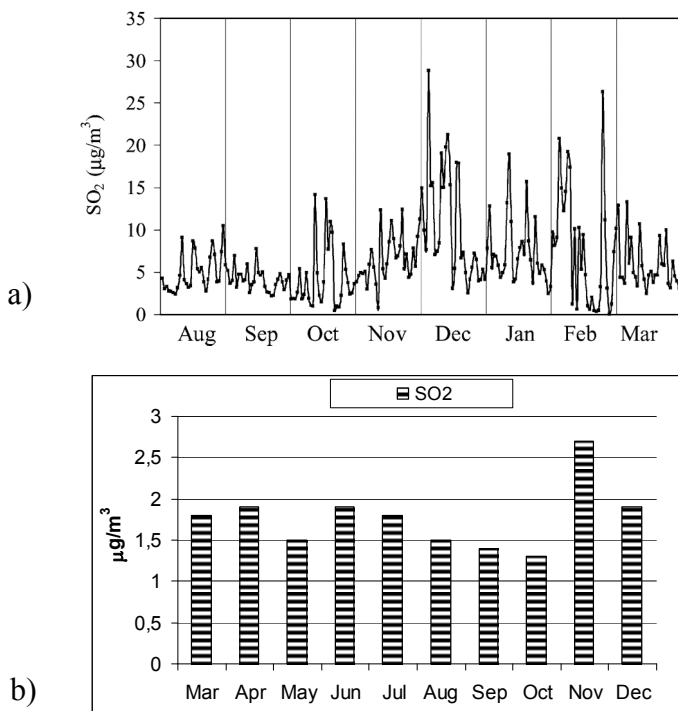 35
30
25
20
15
10
5
0
SO₂ (µg/m³)
Aug Sep Oct Nov Dec Jan Feb Mar
a)
SO2
3
2,5
2
1,5
1
0,5
0
µg/m³
Mar Apr May Jun Jul Aug Sep Oct Nov Dec
b)